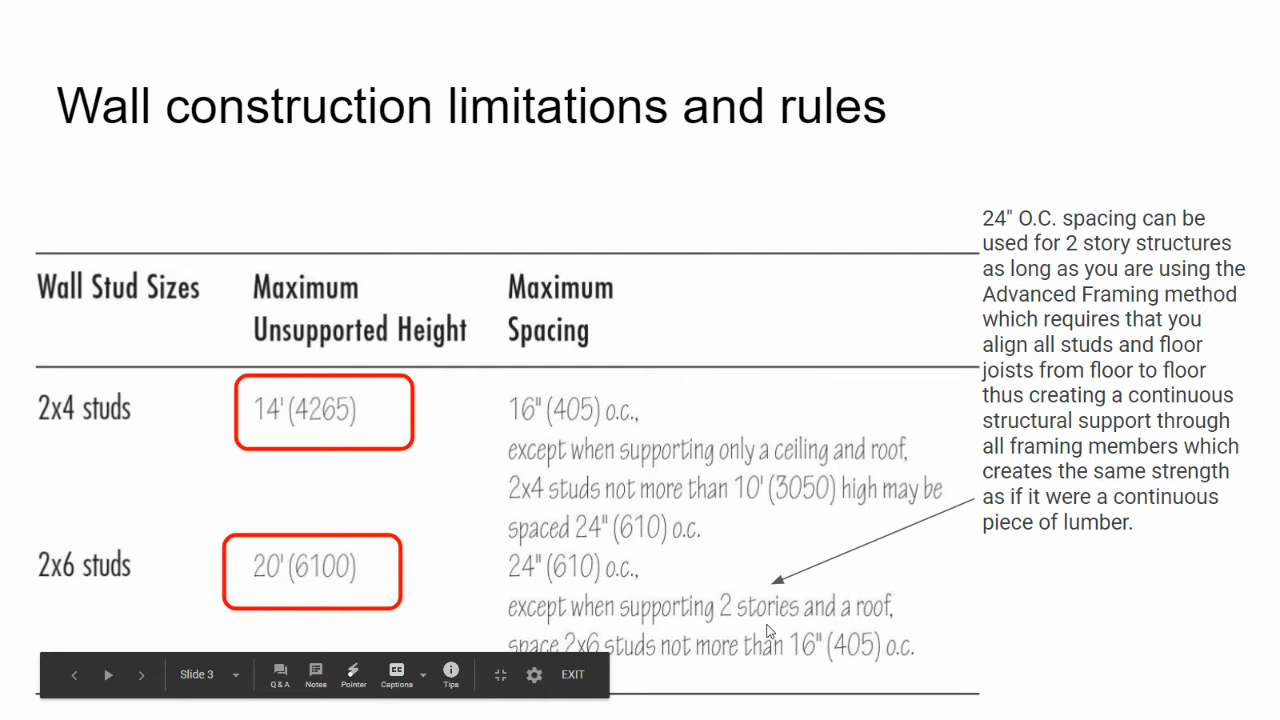 Wall construction limitations and rules
Wall Stud Sizes
Maximum
Unsupported Height
Maximum
Spacing
2x4 studs
14' (4265)
16" (405) o.c.,
except when supporting only a ceiling and roof,
2x4 studs not more than 10' (3050) high may be
spaced 24" (610) o.c.
2x6 studs
20' (6100)
24" (610) o.c.,
except when supporting 2 stories and a roof,
space 2x6 studs not more than 16" (405) o.c.
24" O.C. spacing can be
used for 2 story structures
as long as you are using the
Advanced Framing method
which requires that you
align all studs and floor
joists from floor to floor
thus creating a continuous
structural support through
all framing members which
creates the same strength
as if it were a continuous
piece of lumber.
Slide 3
Q & A
Notes
Pointer
Captions
Tips
EXIT